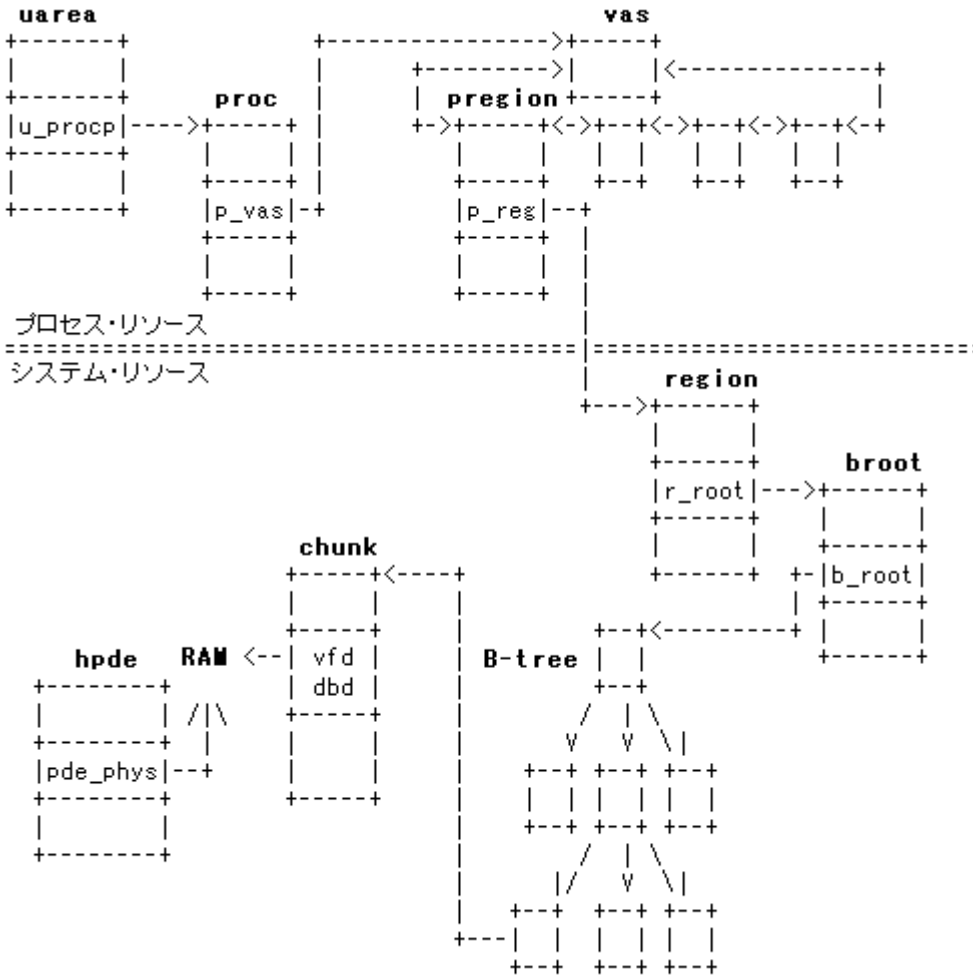 uarea
vas
proc
pregion
u_procp
p_vas
p_reg
プロセス・リソース
システム・リソース
region
broot
r_root
chunk
b_root
hpde
RAM
vfd
B-tree
dbd
pde_phys